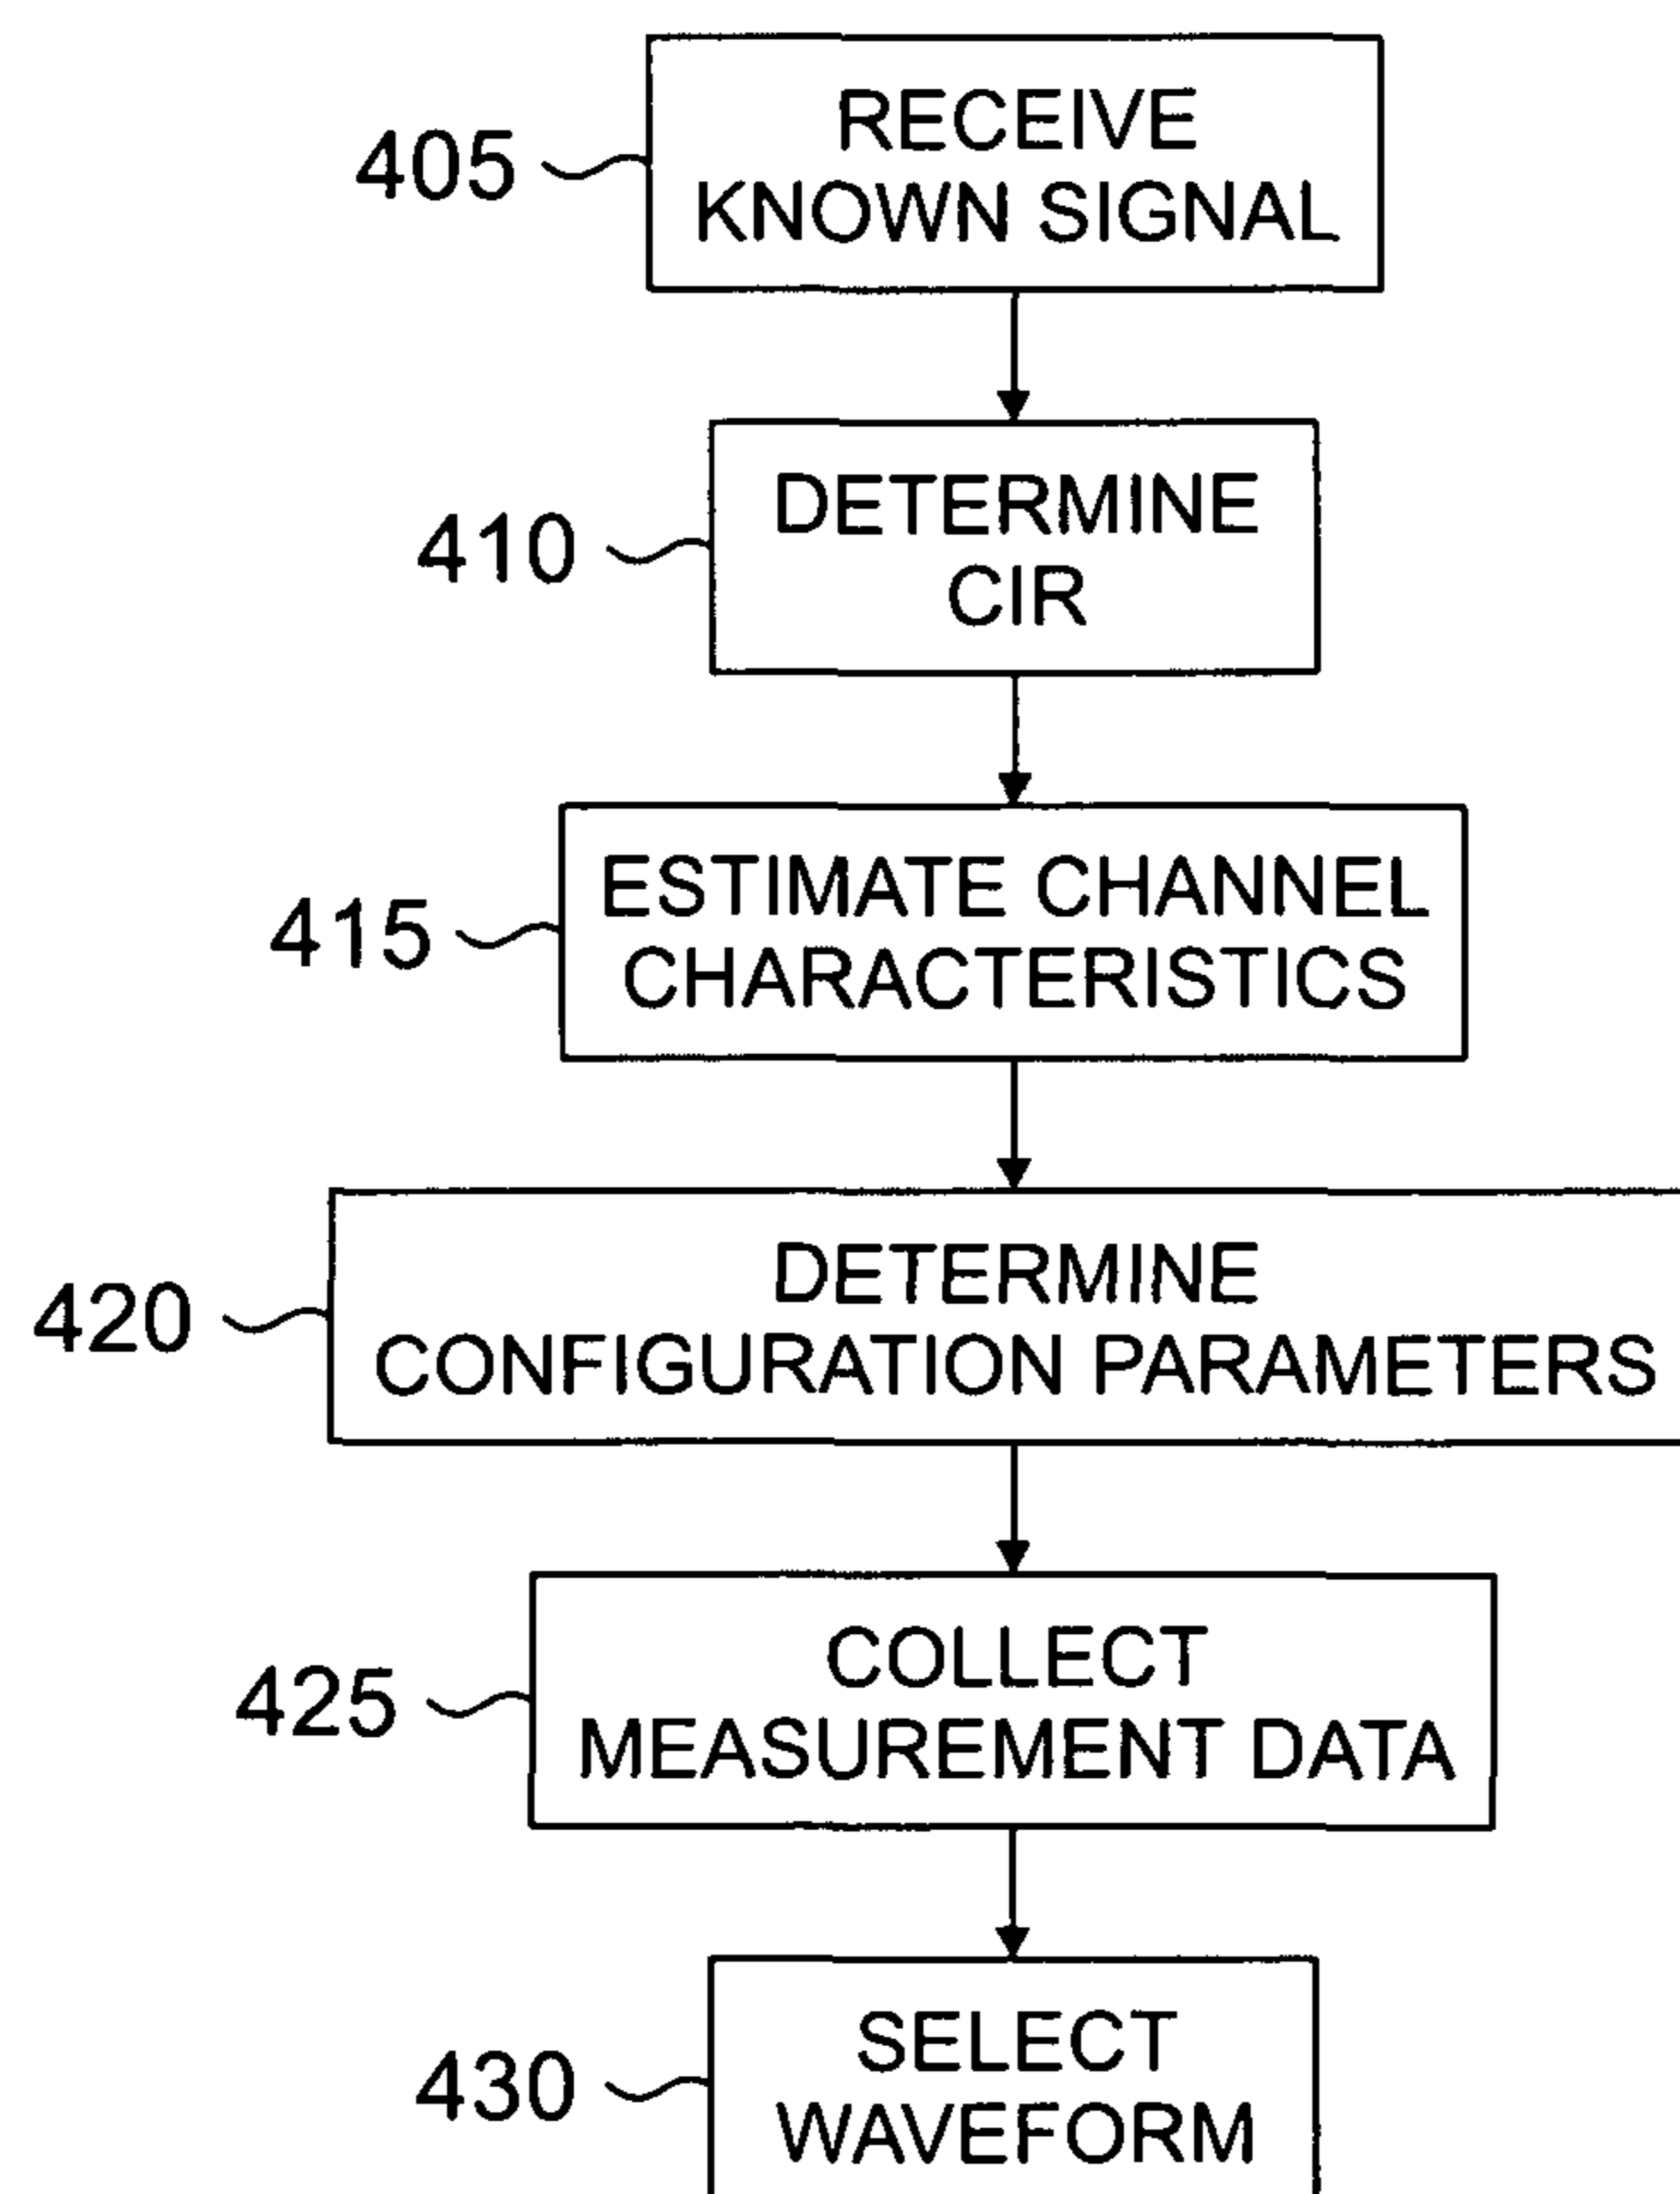 405
RECEIVE
KNOWN SIGNAL
410
DETERMINE
CIR
415
ESTIMATE CHANNEL
CHARACTERISTICS
420
DETERMINE
CONFIGURATION PARAMETERS
425
COLLECT
MEASUREMENT DATA
430
SELECT
WAVEFORM